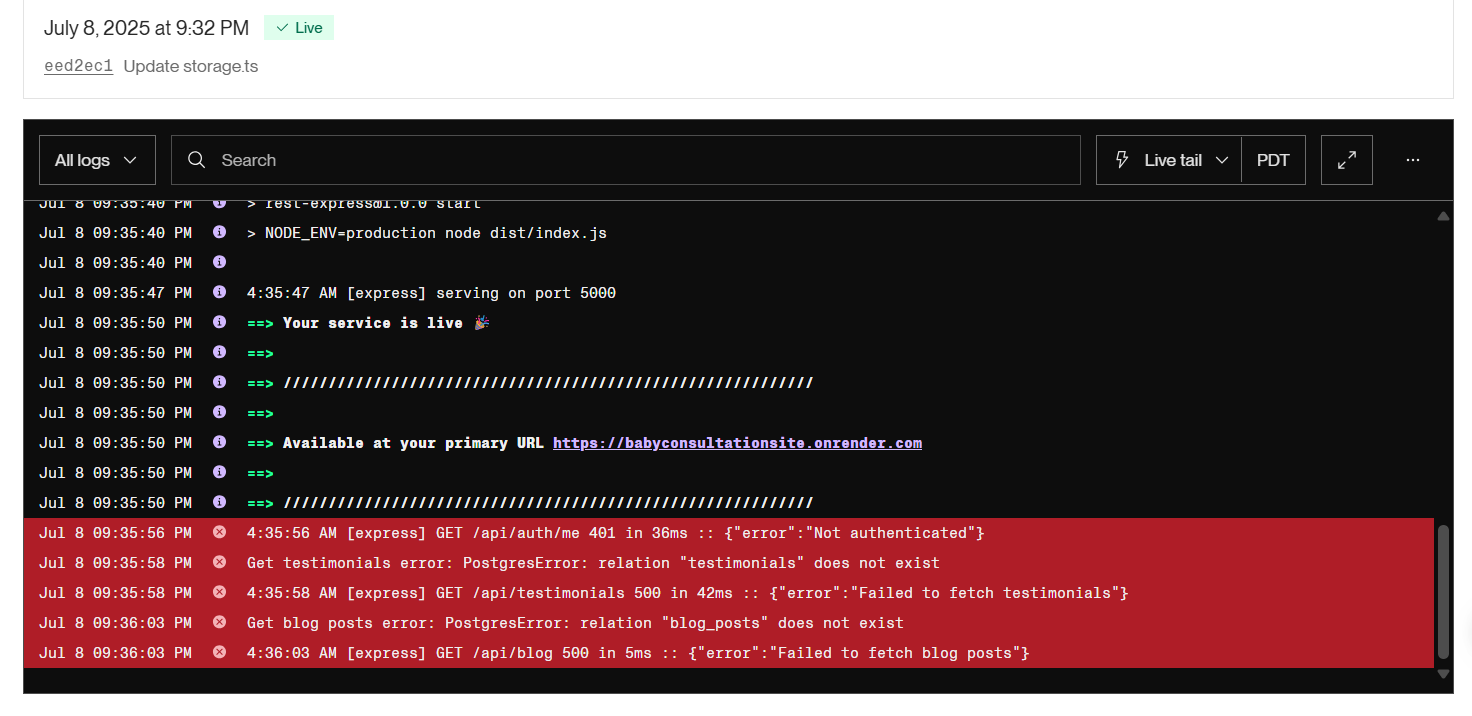 July 8, 2025 at 9:32 PM Live
eed2ec1 Update storage.ts
All logs Search Live tail PDT ...
Jul 8 09:35:40 PM > rest-express@1.0.0 start
Jul 8 09:35:40 PM > NODE_ENV=production node dist/index.js
Jul 8 09:35:40 PM
Jul 8 09:35:47 PM 4:35:47 AM [express] serving on port 5000
Jul 8 09:35:50 PM ==> Your service is live 🎉
Jul 8 09:35:50 PM ==>
Jul 8 09:35:50 PM ==> ///////////////////////////////////////////////////////////
Jul 8 09:35:50 PM ==>
Jul 8 09:35:50 PM ==> Available at your primary URL https://babyconsultationsite.onrender.com
Jul 8 09:35:50 PM ==>
Jul 8 09:35:50 PM ==> ///////////////////////////////////////////////////////////
Jul 8 09:35:56 PM 4:35:56 AM [express] GET /api/auth/me 401 in 36ms :: {"error":"Not authenticated"}
Jul 8 09:35:58 PM Get testimonials error: PostgresError: relation "testimonials" does not exist
Jul 8 09:35:58 PM 4:35:58 AM [express] GET /api/testimonials 500 in 42ms :: {"error":"Failed to fetch testimonials"}
Jul 8 09:36:03 PM Get blog posts error: PostgresError: relation "blog_posts" does not exist
Jul 8 09:36:03 PM 4:36:03 AM [express] GET /api/blog 500 in 5ms :: {"error":"Failed to fetch blog posts"}